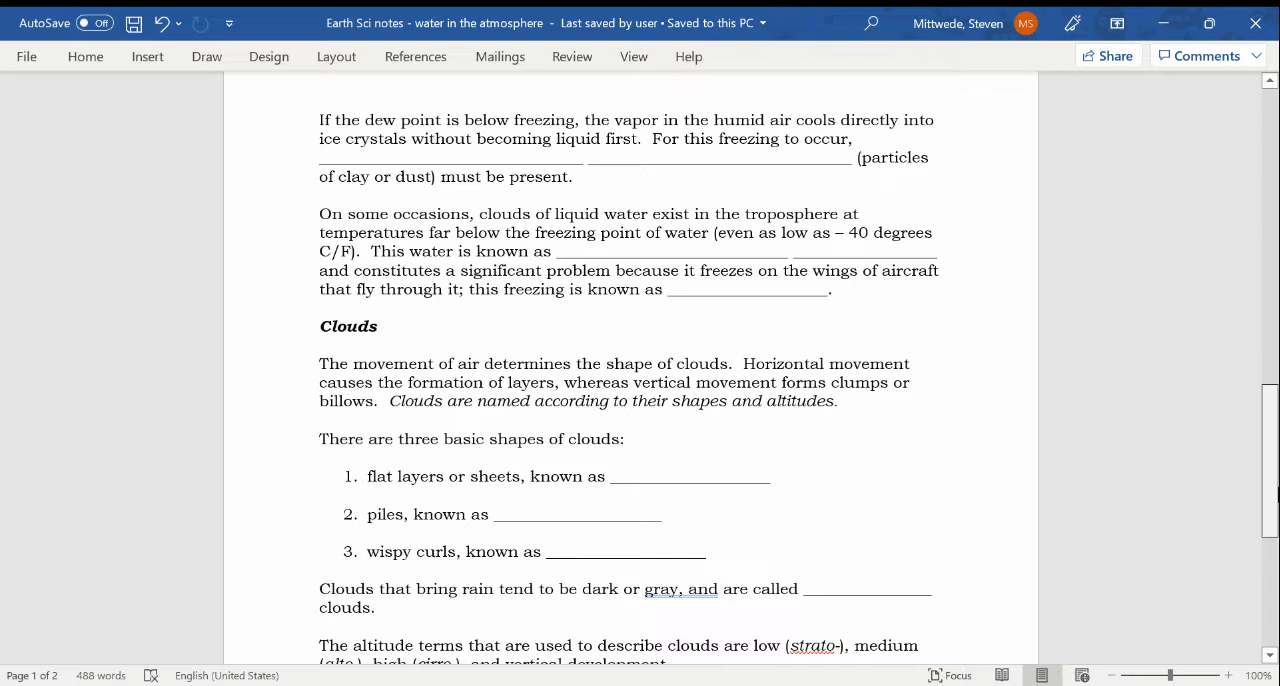 AutoSave Off Earth Sci notes - water in the atmosphere - Last saved by user • Saved to this PC Mittwede, Steven MS
File Home Insert Draw Design Layout References Mailings Review View Help Share Comments
If the dew point is below freezing, the vapor in the humid air cools directly into
ice crystals without becoming liquid first. For this freezing to occur,
_________________________________ _________________________________ (particles
of clay or dust) must be present.
On some occasions, clouds of liquid water exist in the troposphere at
temperatures far below the freezing point of water (even as low as – 40 degrees
C/F). This water is known as _____________________________ __________________
and constitutes a significant problem because it freezes on the wings of aircraft
that fly through it; this freezing is known as ____________________.
Clouds
The movement of air determines the shape of clouds. Horizontal movement
causes the formation of layers, whereas vertical movement forms clumps or
billows. Clouds are named according to their shapes and altitudes.
There are three basic shapes of clouds:
1. flat layers or sheets, known as ____________________
2. piles, known as _____________________
3. wispy curls, known as ____________________
Clouds that bring rain tend to be dark or gray, and are called ________________
clouds.
The altitude terms that are used to describe clouds are low (strato-), medium
(alto-), high (cirro-), and vertical development.
Page 1 of 2 488 words English (United States) Focus 100%